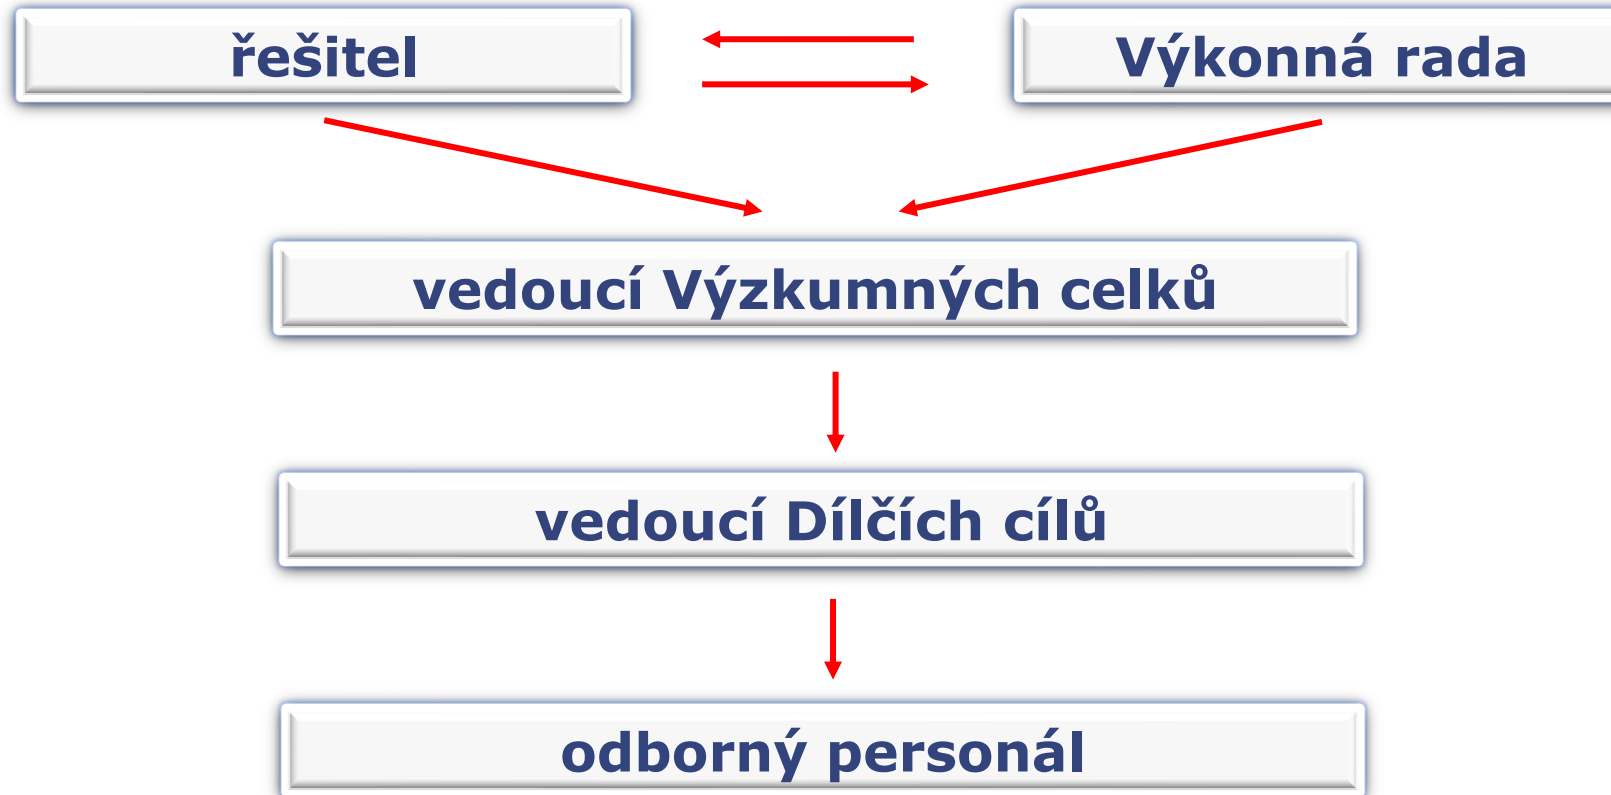 řešitel
Výkonná rada
vedoucí Výzkumných celků
vedoucí Dílčích cílů
odborný personál